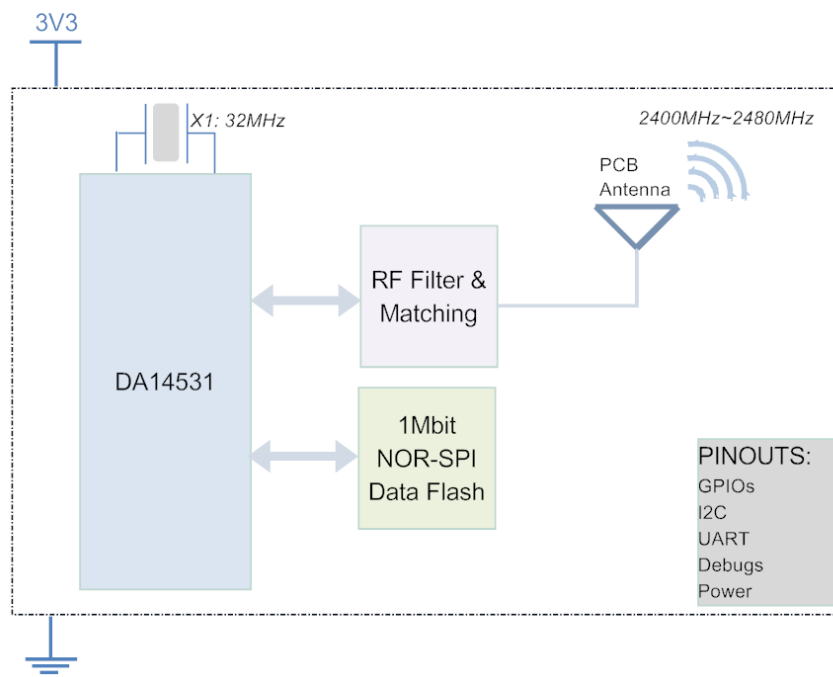 3V3
X1: 32MHz
2400MHz~2480MHz
PCB
Antenna
RF Filter &
Matching
DA14531
1Mbit
NOR-SPI
Data Flash
PINOUTS:
GPIOs
I2C
UART
Debugs
Power